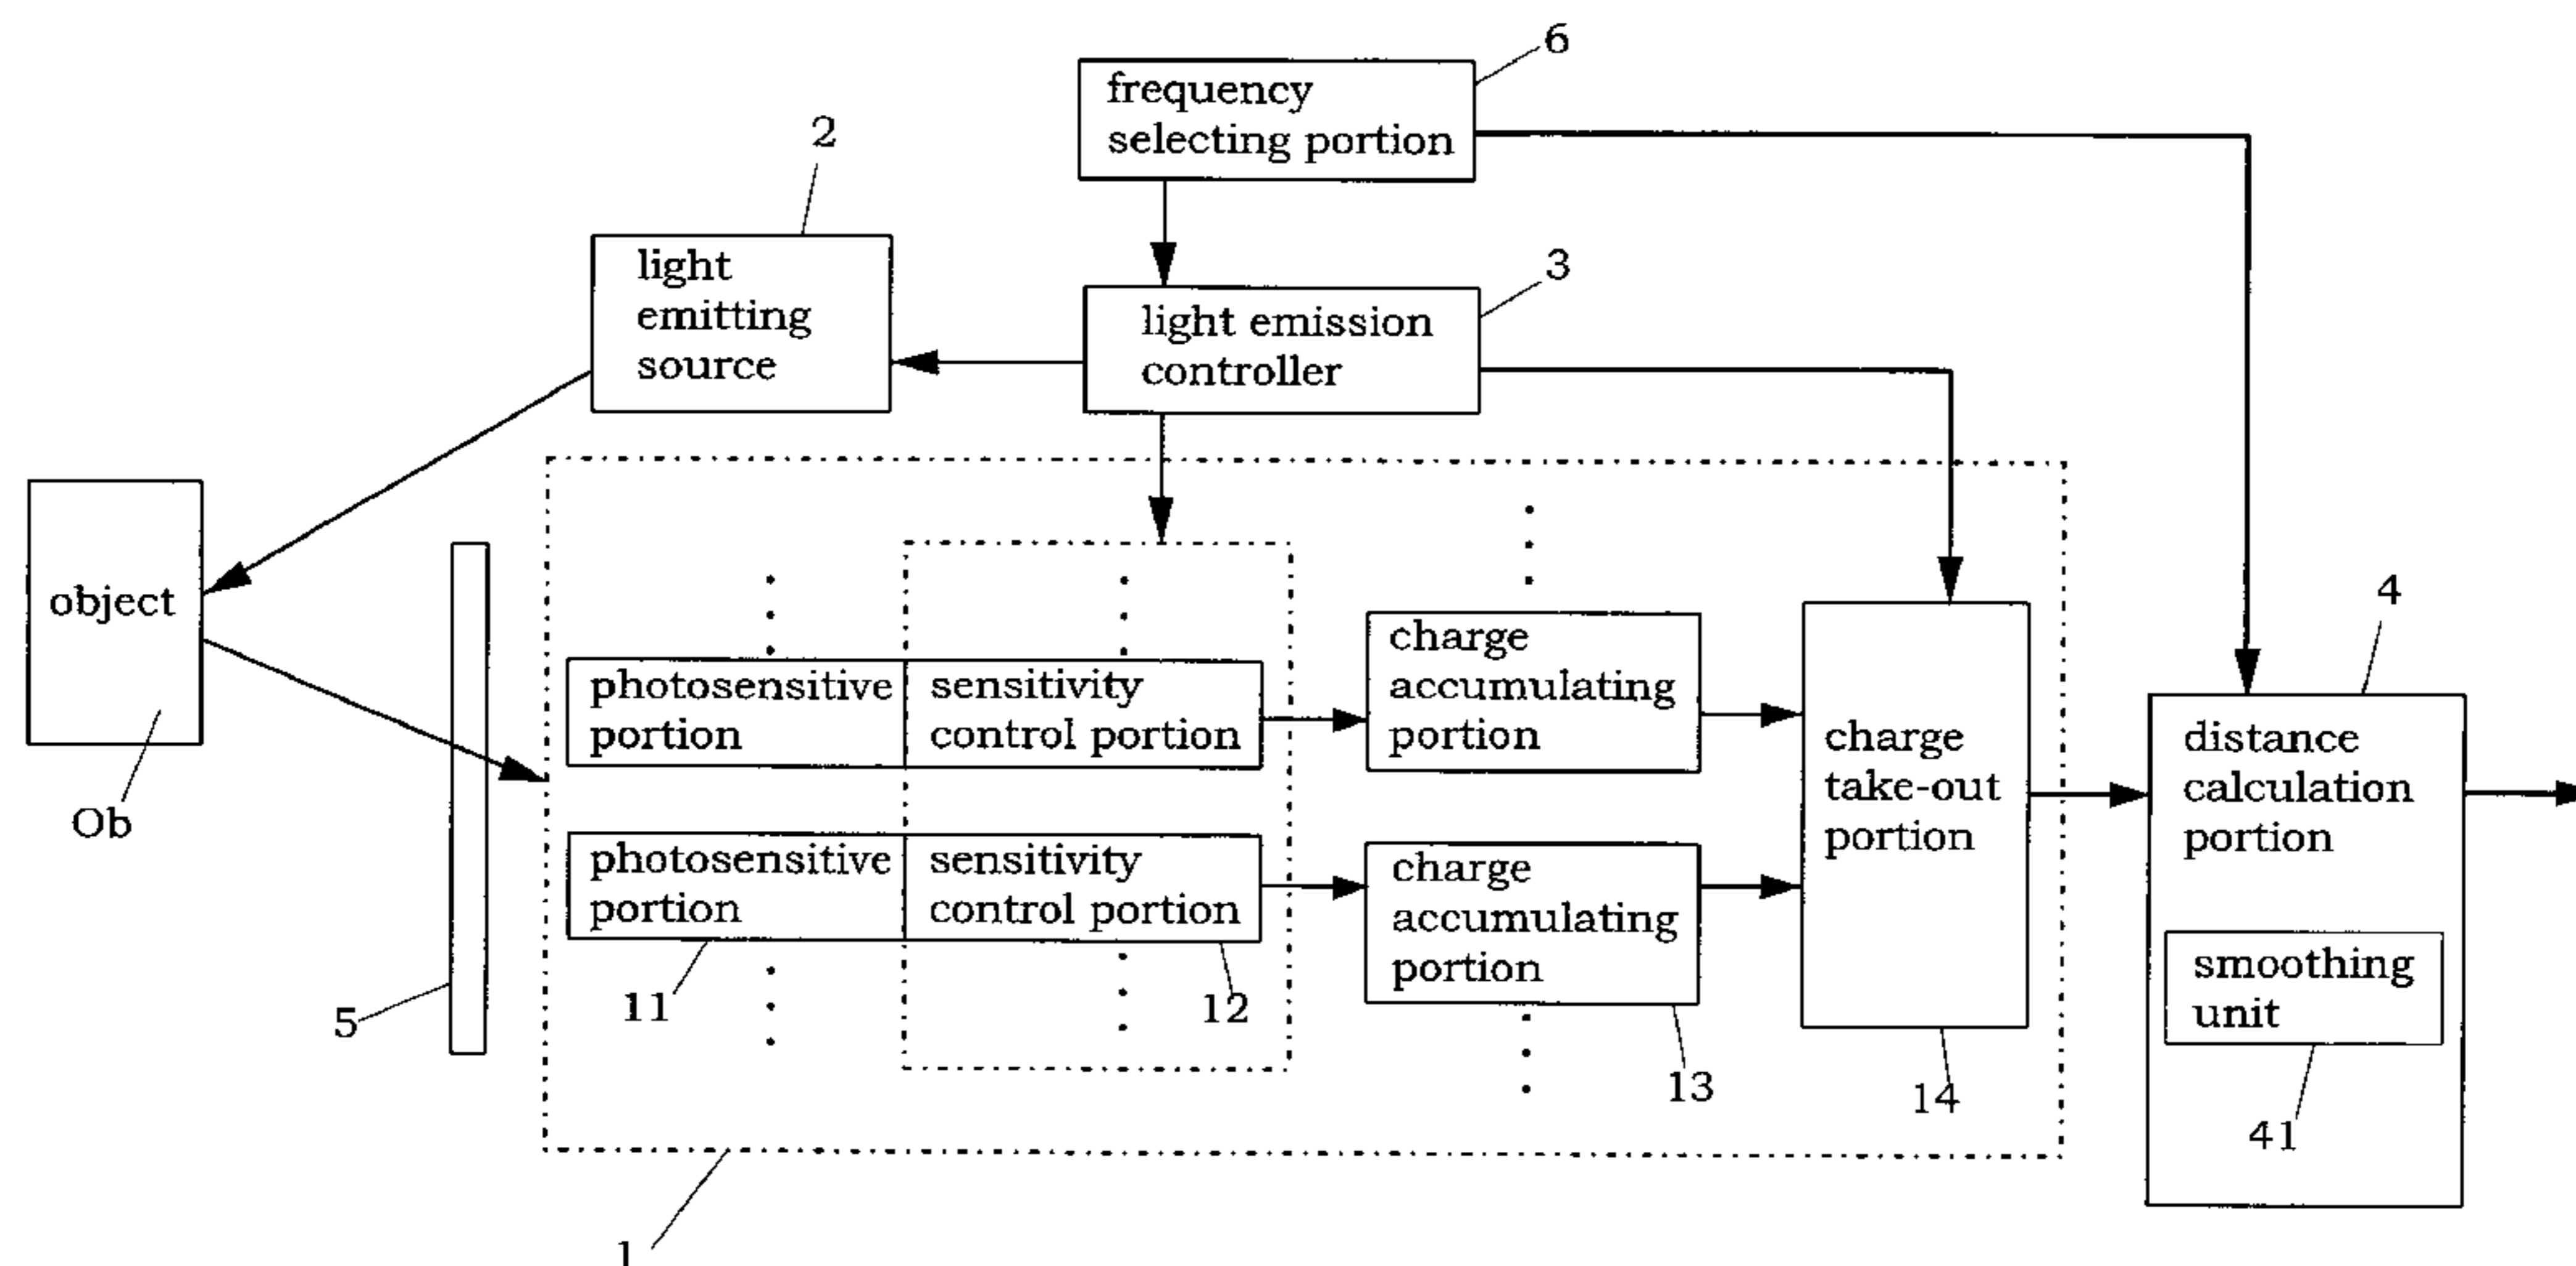 6
frequency
selecting portion
2
light
emitting
source
3
light emission
controller
object
Ob
5
photosensitive
portion
sensitivity
control portion
charge
accumulating
portion
photosensitive
portion
sensitivity
control portion
charge
accumulating
portion
11
12
13
charge
take-out
portion
14
4
distance
calculation
portion
smoothing
unit
41
1